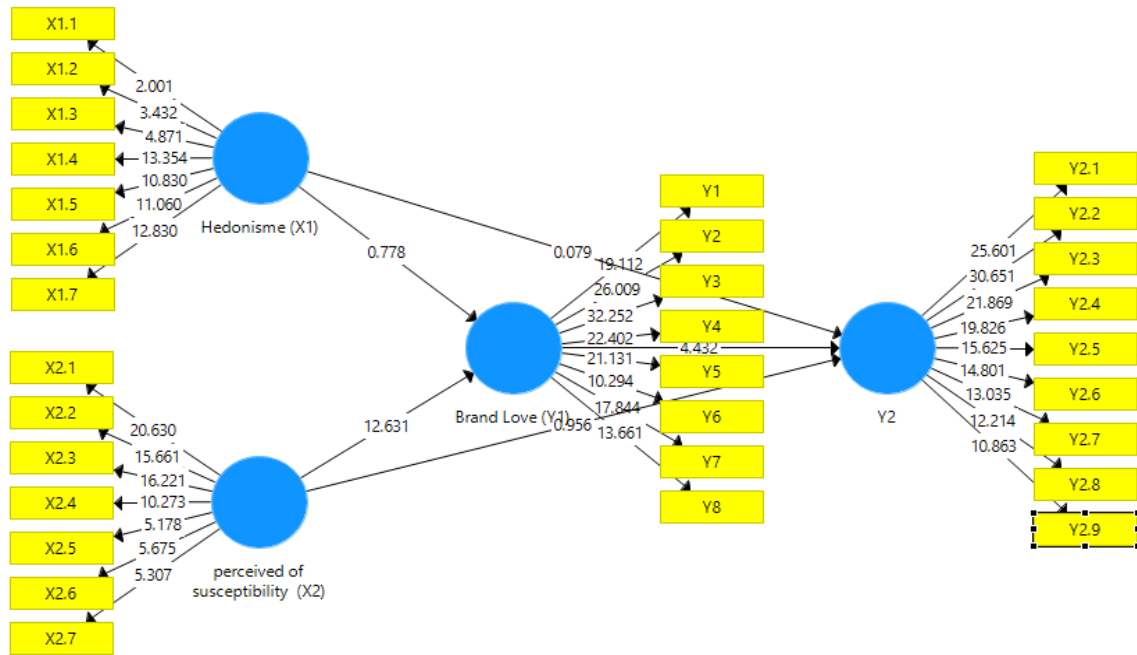 X1.1
X1.2
X1.3
X1.4
X1.5
X1.6
X1.7
2.001
3.432
4.871
13.354
10.830
11.060
12.830
Hedonisme (X1)
0.778
0.079
X2.1
X2.2
X2.3
X2.4
X2.5
X2.6
X2.7
20.630
15.661
16.221
10.273
5.178
5.675
5.307
perceived of
susceptibility (X2)
12.631
0.956
Brand Love (Y1)
4.432
19.112
26.009
32.252
22.402
21.131
10.294
17.844
13.661
Y1
Y2
Y3
Y4
Y5
Y6
Y7
Y8
Y2
25.601
30.651
21.869
19.826
15.625
14.801
13.035
12.214
10.863
Y2.1
Y2.2
Y2.3
Y2.4
Y2.5
Y2.6
Y2.7
Y2.8
Y2.9